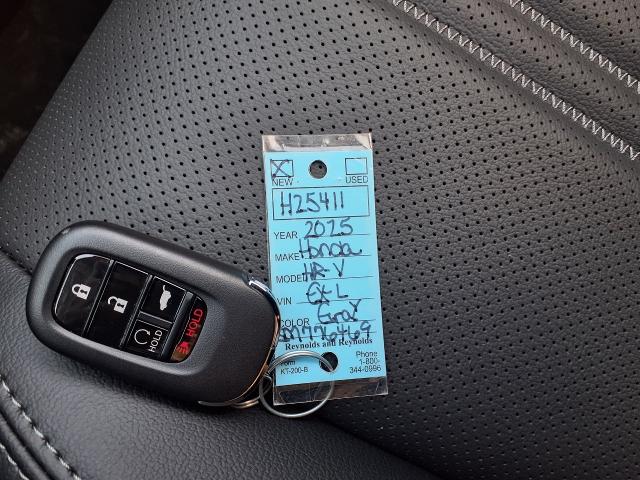 NEW USED
H25411
YEAR 2025
MAKE Honda
MODEL HR-V
VIN EX-L
COLOR Gray
SM776469
Reynolds and Reynolds
KT-200-B
Phone
1-800-
344-0996
HOLD
HOLD